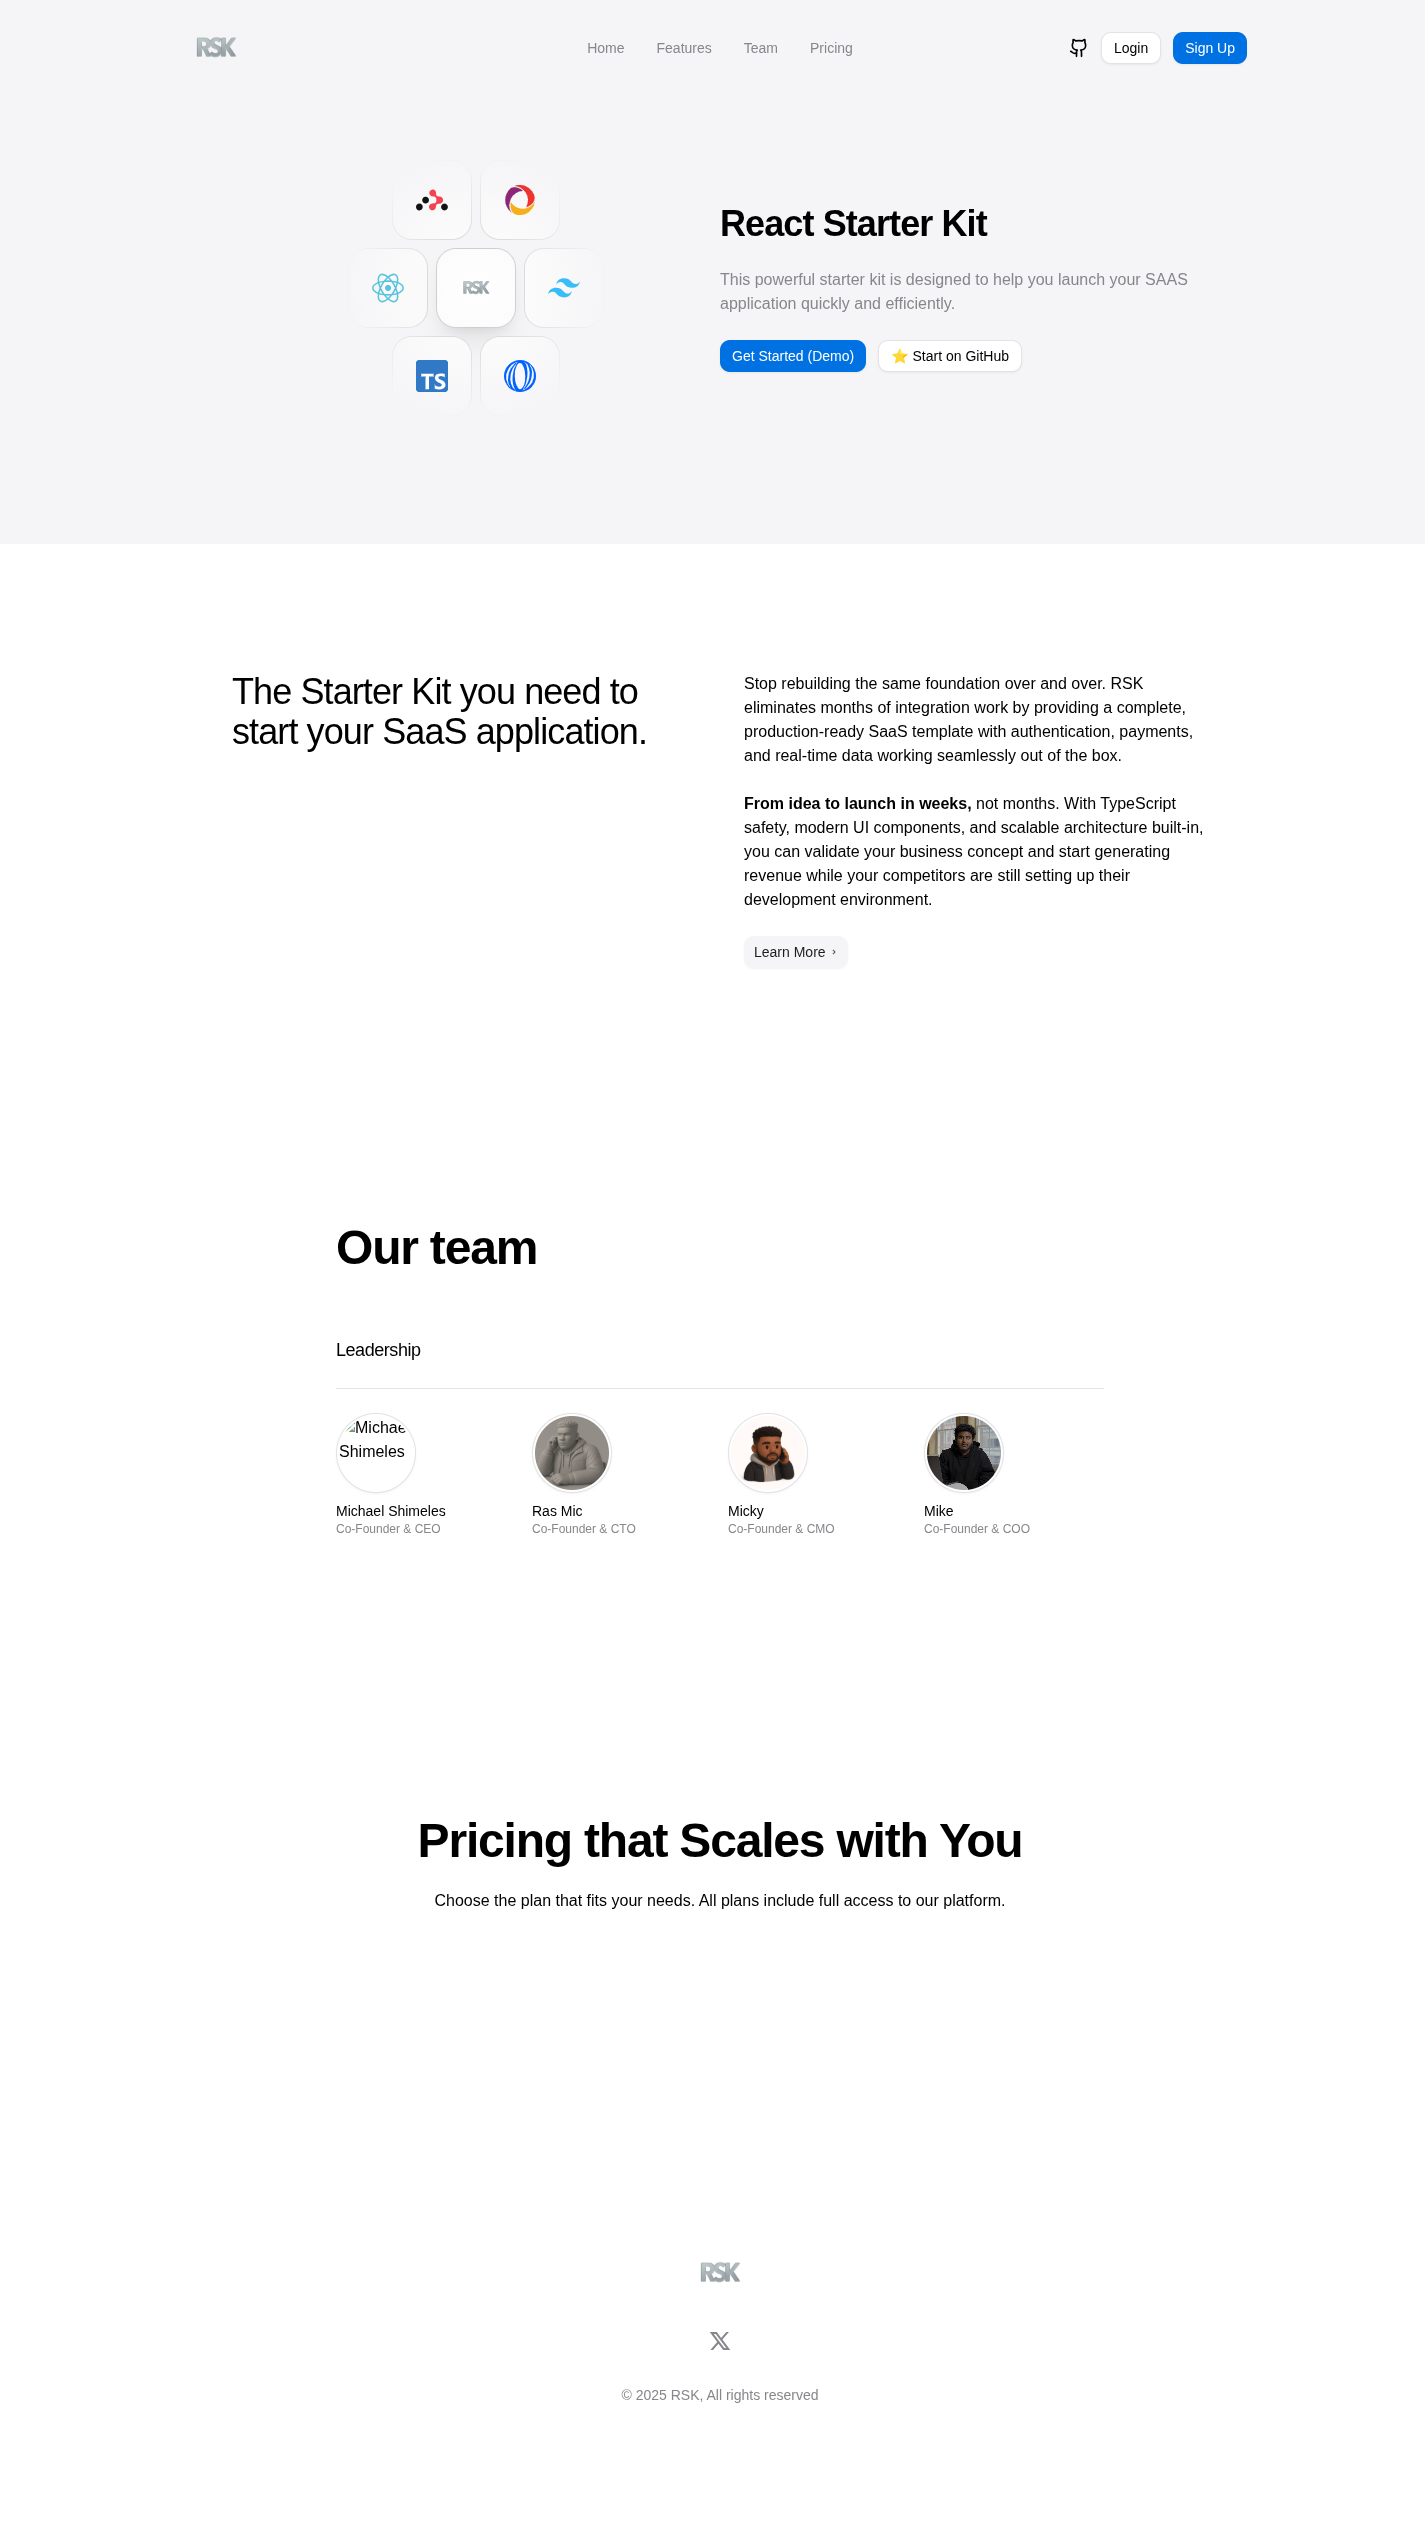 RSK
Home Features Team Pricing
Login Sign Up
RSK
TS
React Starter Kit
This powerful starter kit is designed to help you launch your SAAS
application quickly and efficiently.
Get Started (Demo) ⭐ Start on GitHub
The Starter Kit you need to
start your SaaS application.
Stop rebuilding the same foundation over and over. RSK
eliminates months of integration work by providing a complete,
production-ready SaaS template with authentication, payments,
and real-time data working seamlessly out of the box.
From idea to launch in weeks, not months. With TypeScript
safety, modern UI components, and scalable architecture built-in,
you can validate your business concept and start generating
revenue while your competitors are still setting up their
development environment.
Learn More ›
Our team
Leadership
Michae
Shimeles
Michael Shimeles
Co-Founder & CEO
Ras Mic
Co-Founder & CTO
Micky
Co-Founder & CMO
Mike
Co-Founder & COO
Pricing that Scales with You
Choose the plan that fits your needs. All plans include full access to our platform.
RSK
© 2025 RSK, All rights reserved